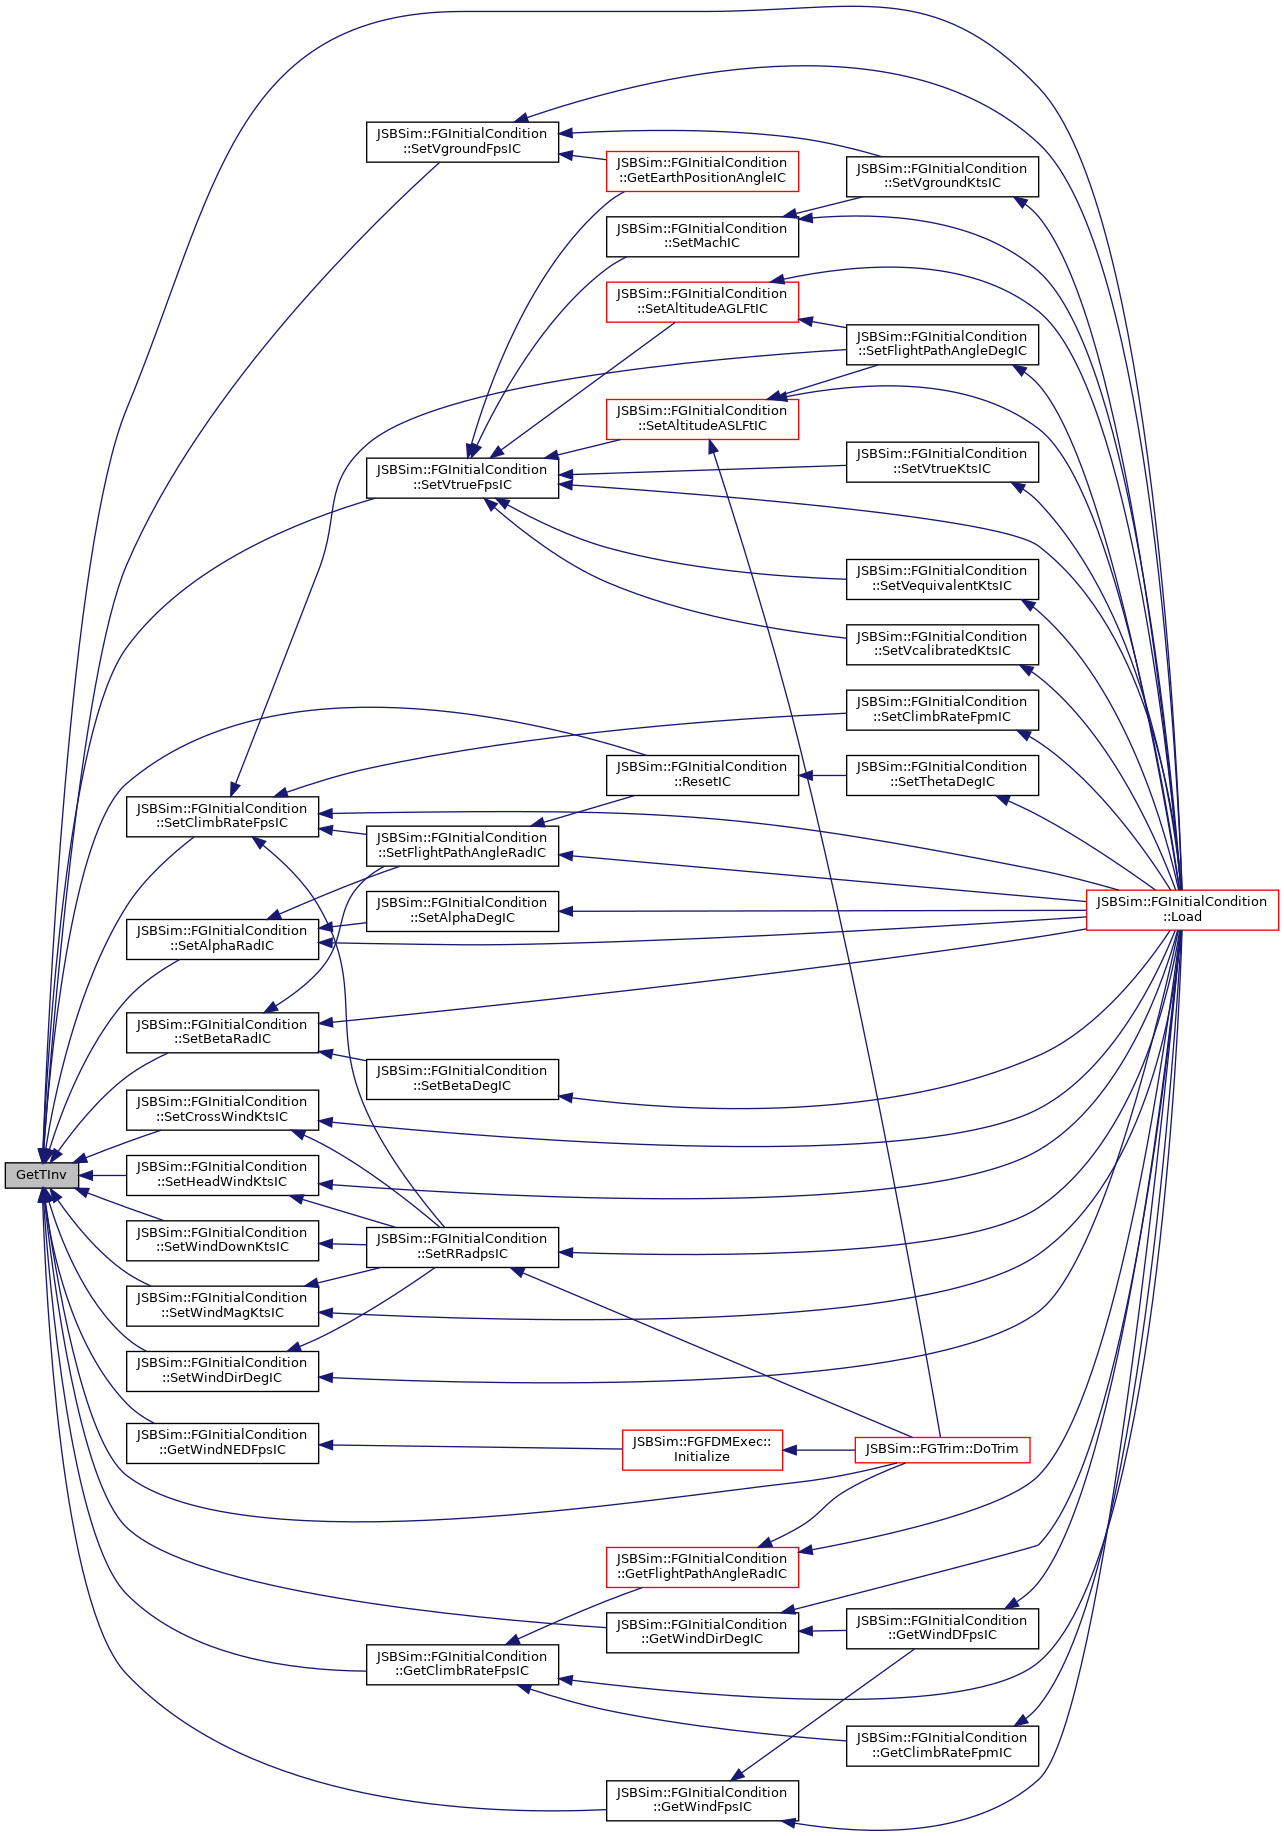 JSBSim::FGInitialCondition
::SetVgroundFpsIC
JSBSim::FGInitialCondition
::GetEarthPositionAngleIC
JSBSim::FGInitialCondition
::SetVgroundKtsIC
JSBSim::FGInitialCondition
::SetMachIC
JSBSim::FGInitialCondition
::SetAltitudeAGLFtIC
JSBSim::FGInitialCondition
::SetFlightPathAngleDegIC
JSBSim::FGInitialCondition
::SetAltitudeASLFtIC
JSBSim::FGInitialCondition
::SetVtrueKtsIC
JSBSim::FGInitialCondition
::SetVtrueFpsIC
JSBSim::FGInitialCondition
::SetVequivalentKtsIC
JSBSim::FGInitialCondition
::SetVcalibratedKtsIC
JSBSim::FGInitialCondition
::SetClimbRateFpmIC
JSBSim::FGInitialCondition
::ResetIC
JSBSim::FGInitialCondition
::SetThetaDegIC
JSBSim::FGInitialCondition
::SetClimbRateFpsIC
JSBSim::FGInitialCondition
::SetFlightPathAngleRadIC
JSBSim::FGInitialCondition
::SetAlphaDegIC
JSBSim::FGInitialCondition
::Load
JSBSim::FGInitialCondition
::SetAlphaRadIC
JSBSim::FGInitialCondition
::SetBetaRadIC
JSBSim::FGInitialCondition
::SetBetaDegIC
JSBSim::FGInitialCondition
::SetCrossWindKtsIC
GetTInv
JSBSim::FGInitialCondition
::SetHeadWindKtsIC
JSBSim::FGInitialCondition
::SetWindDownKtsIC
JSBSim::FGInitialCondition
::SetRRadpsIC
JSBSim::FGInitialCondition
::SetWindMagKtsIC
JSBSim::FGInitialCondition
::SetWindDirDegIC
JSBSim::FGInitialCondition
::GetWindNEDFpsIC
JSBSim::FGFDMExec::
Initialize
JSBSim::FGTrim::DoTrim
JSBSim::FGInitialCondition
::GetFlightPathAngleRadIC
JSBSim::FGInitialCondition
::GetWindDirDegIC
JSBSim::FGInitialCondition
::GetWindDFpsIC
JSBSim::FGInitialCondition
::GetClimbRateFpsIC
JSBSim::FGInitialCondition
::GetClimbRateFpmIC
JSBSim::FGInitialCondition
::GetWindFpsIC